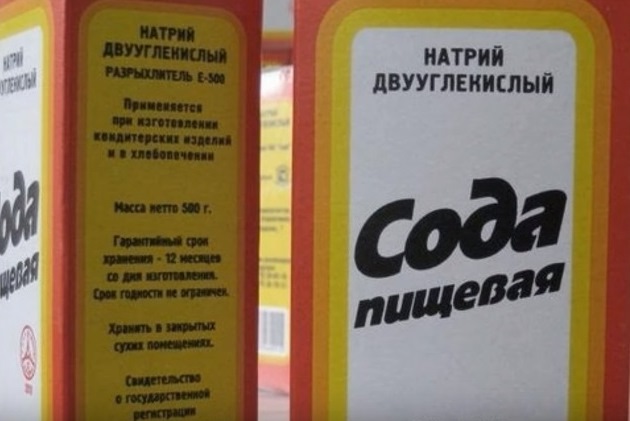 НАТРИЙ
ДВУУГЛЕКИСЛЫЙ
РАЗРЫХЛИТЕЛЬ Е-500
Применяется
при изготовлении
кондитерских изделий
и в хлебопечении
Масса нетто 500 г.
Гарантийный срок
хранения - 12 месяцев
со дня изготовления.
Срок годности не ограничен.
Хранить в закрытых
сухих помещениях.
Свидетельство
о государственной
регистрации
НАТРИЙ
ДВУУГЛЕКИСЛЫЙ
Сода
пищевая